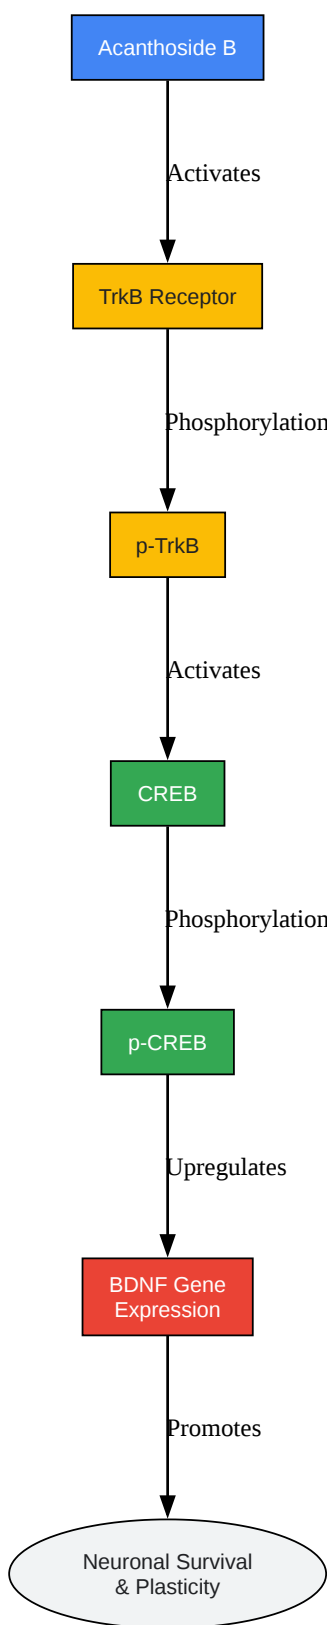 Acanthoside B
Activates
TrkB Receptor
Phosphorylation
p-TrkB
Activates
CREB
Phosphorylation
p-CREB
Upregulates
BDNF Gene
Expression
Promotes
Neuronal Survival
& Plasticity